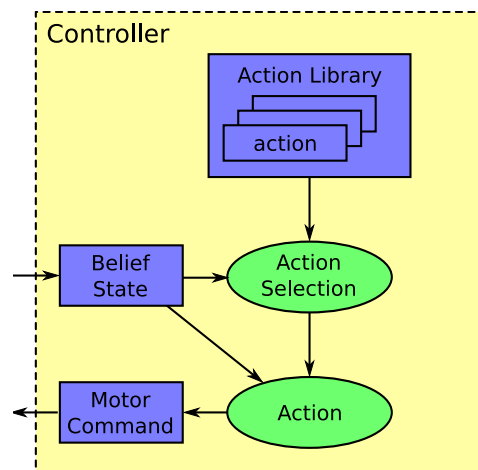 Controller
Action Library
action
Belief
State
Action
Selection
Motor
Command
Action